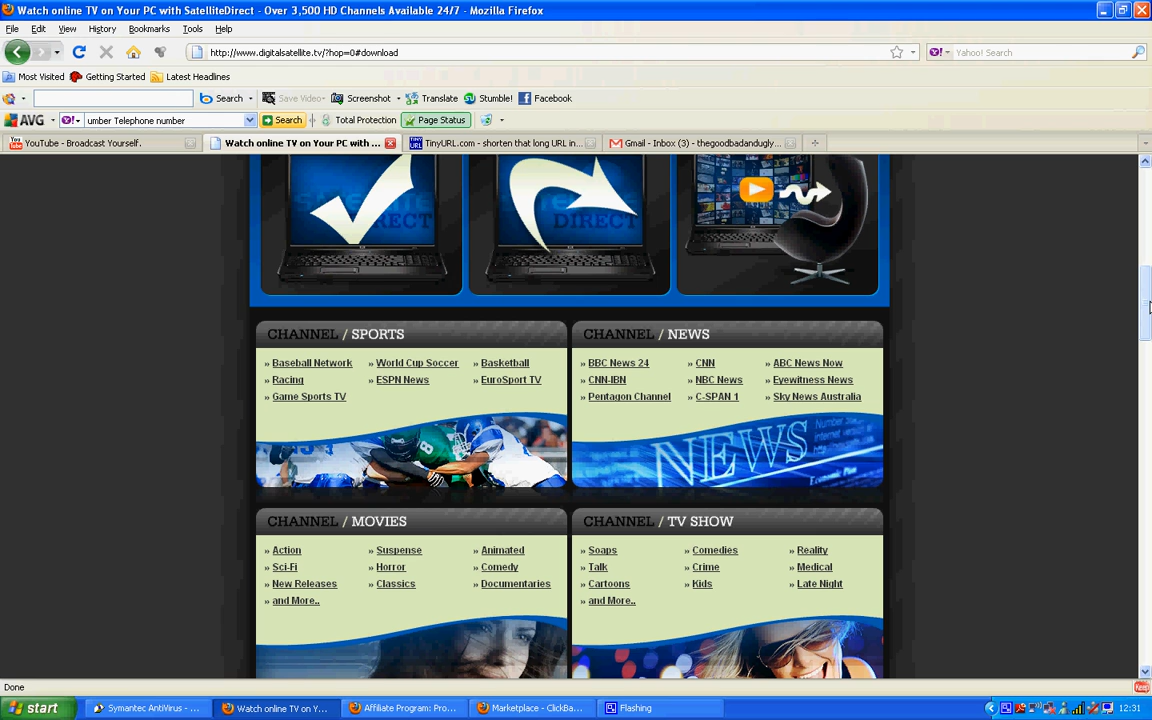 Watch online TV on Your PC with SatelliteDirect - Over 3,500 HD Channels Available 24/7 - Mozilla Firefox
File Edit View History Bookmarks Tools Help
http://www.digitalsatellite.tv/?hop=0#download
Yahoo! Search
Most Visited Getting Started Latest Headlines
Search Save Video Screenshot Translate Stumble! Facebook
AVG umber Telephone number Search Total Protection Page Status
YouTube - Broadcast Yourself. Watch online TV on Your PC with ... TinyURL.com - shorten that long URL in... Gmail - Inbox (3) - thegoodbadandugly...
RECT DIRECT
CHANNEL / SPORTS
» Baseball Network » World Cup Soccer » Basketball
» Racing » ESPN News » EuroSport TV
» Game Sports TV
CHANNEL / NEWS
» BBC News 24 » CNN » ABC News Now
» CNN-IBN » NBC News » Eyewitness News
» Pentagon Channel » C-SPAN 1 » Sky News Australia
8
NEWS
CHANNEL / MOVIES
» Action » Suspense » Animated
» Sci-Fi » Horror » Comedy
» New Releases » Classics » Documentaries
» and More..
CHANNEL / TV SHOW
» Soaps » Comedies » Reality
» Talk » Crime » Medical
» Cartoons » Kids » Late Night
» and More..
Done
start Symantec AntiVirus - ... Watch online TV on Y... Affiliate Program: Pro... Marketplace - ClickBa... Flashing 12:31